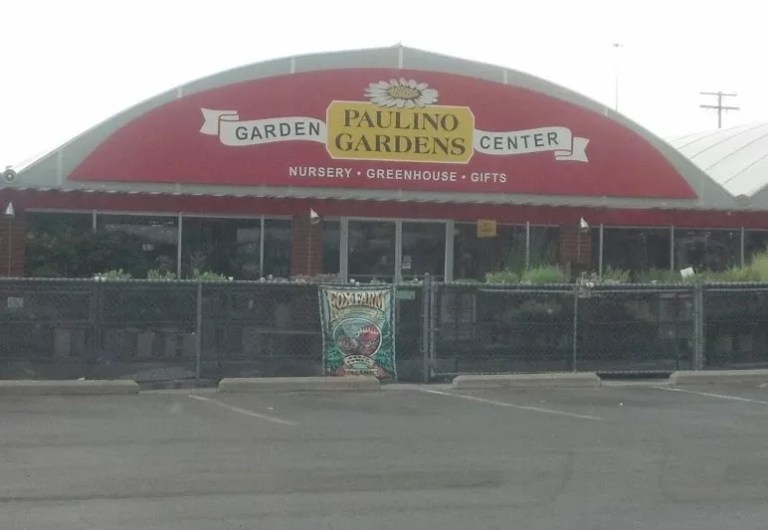 PAULINO
GARDENS
GARDEN CENTER
NURSERY • GREENHOUSE • GIFTS
FOXFARM